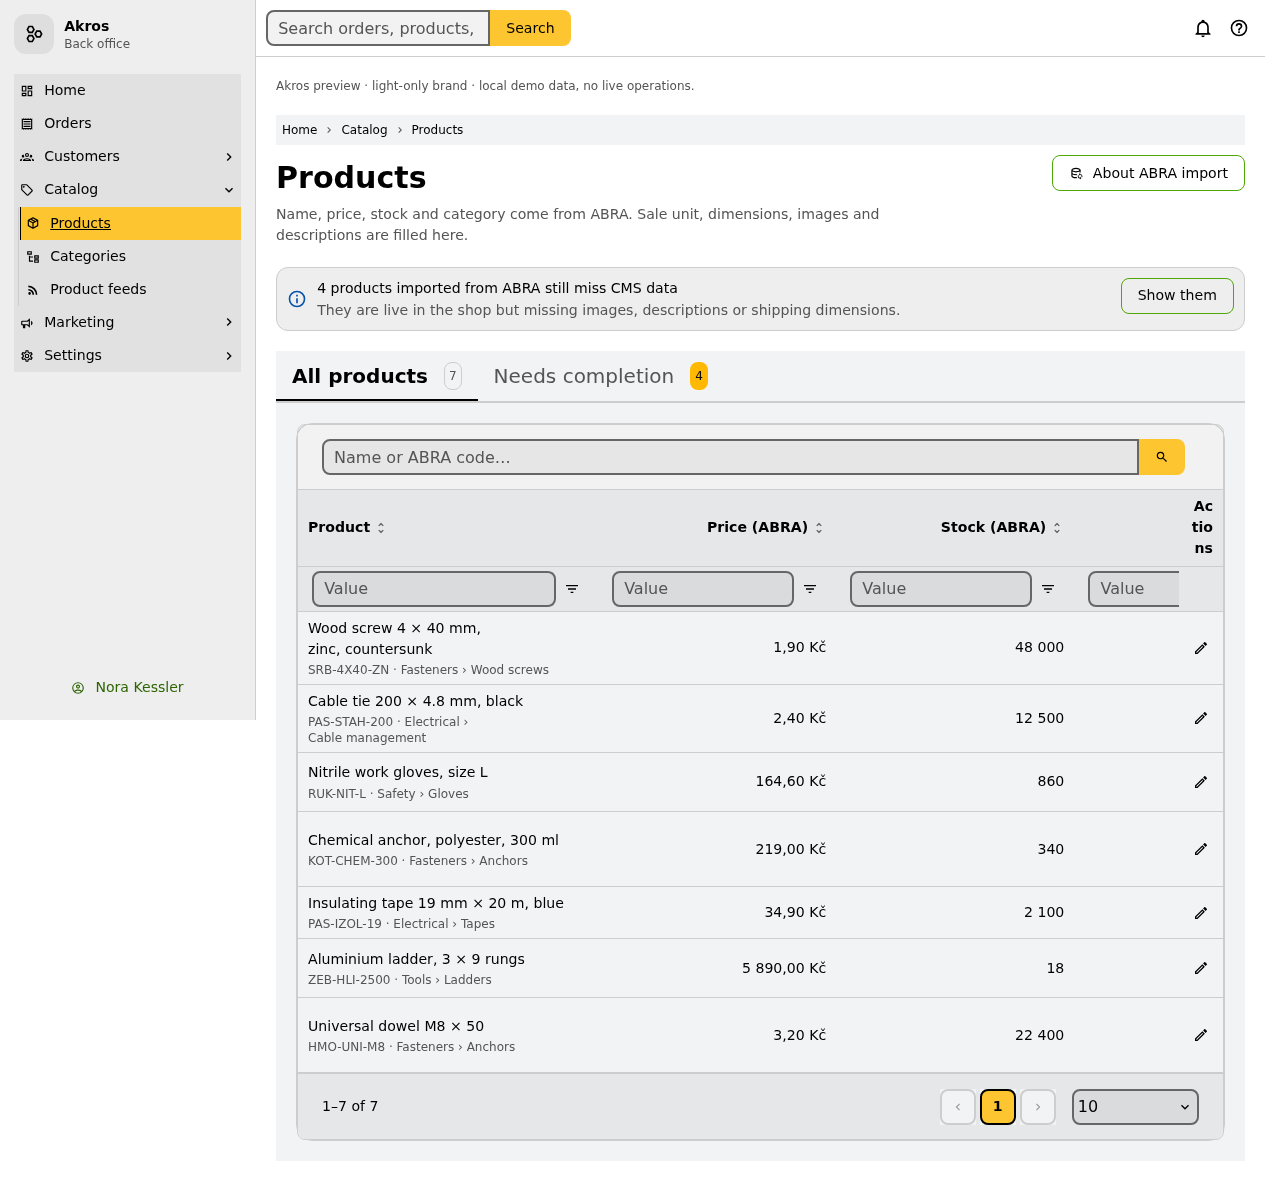 Akros
Back office
Search orders, products,
Search
Home
Orders
Customers
Catalog
Products
Categories
Product feeds
Marketing
Settings
Nora Kessler
Akros preview · light-only brand · local demo data, no live operations.
Home › Catalog › Products
Products
About ABRA import
Name, price, stock and category come from ABRA. Sale unit, dimensions, images and
descriptions are filled here.
4 products imported from ABRA still miss CMS data
They are live in the shop but missing images, descriptions or shipping dimensions.
Show them
All products 7 Needs completion 4
Name or ABRA code...
Product Price (ABRA) Stock (ABRA)
Ac
tio
ns
Value Value Value Value
Wood screw 4 × 40 mm,
zinc, countersunk
SRB-4X40-ZN · Fasteners › Wood screws
1,90 Kč 48 000
Cable tie 200 × 4.8 mm, black
PAS-STAH-200 · Electrical ›
Cable management
2,40 Kč 12 500
Nitrile work gloves, size L
RUK-NIT-L · Safety › Gloves
164,60 Kč 860
Chemical anchor, polyester, 300 ml
KOT-CHEM-300 · Fasteners › Anchors
219,00 Kč 340
Insulating tape 19 mm × 20 m, blue
PAS-IZOL-19 · Electrical › Tapes
34,90 Kč 2 100
Aluminium ladder, 3 × 9 rungs
ZEB-HLI-2500 · Tools › Ladders
5 890,00 Kč 18
Universal dowel M8 × 50
HMO-UNI-M8 · Fasteners › Anchors
3,20 Kč 22 400
1–7 of 7
‹ 1 › 10